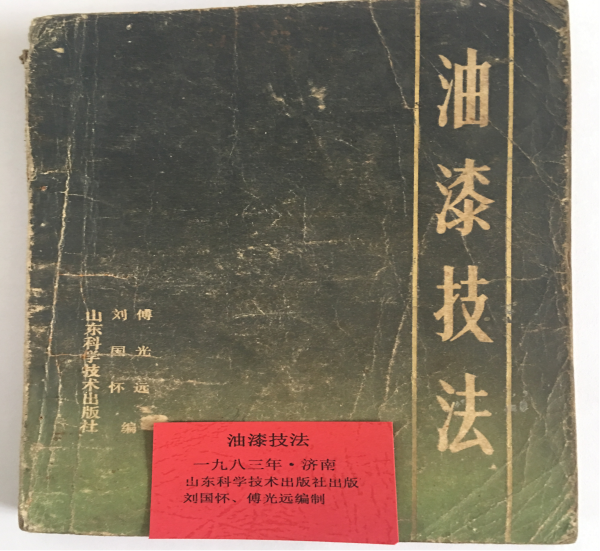 油漆技法
傅光远
刘国怀 编
山东科学技术出版社
油漆技法
一九八三年·济南
山东科学技术出版社出版
刘国怀、傅光远编制